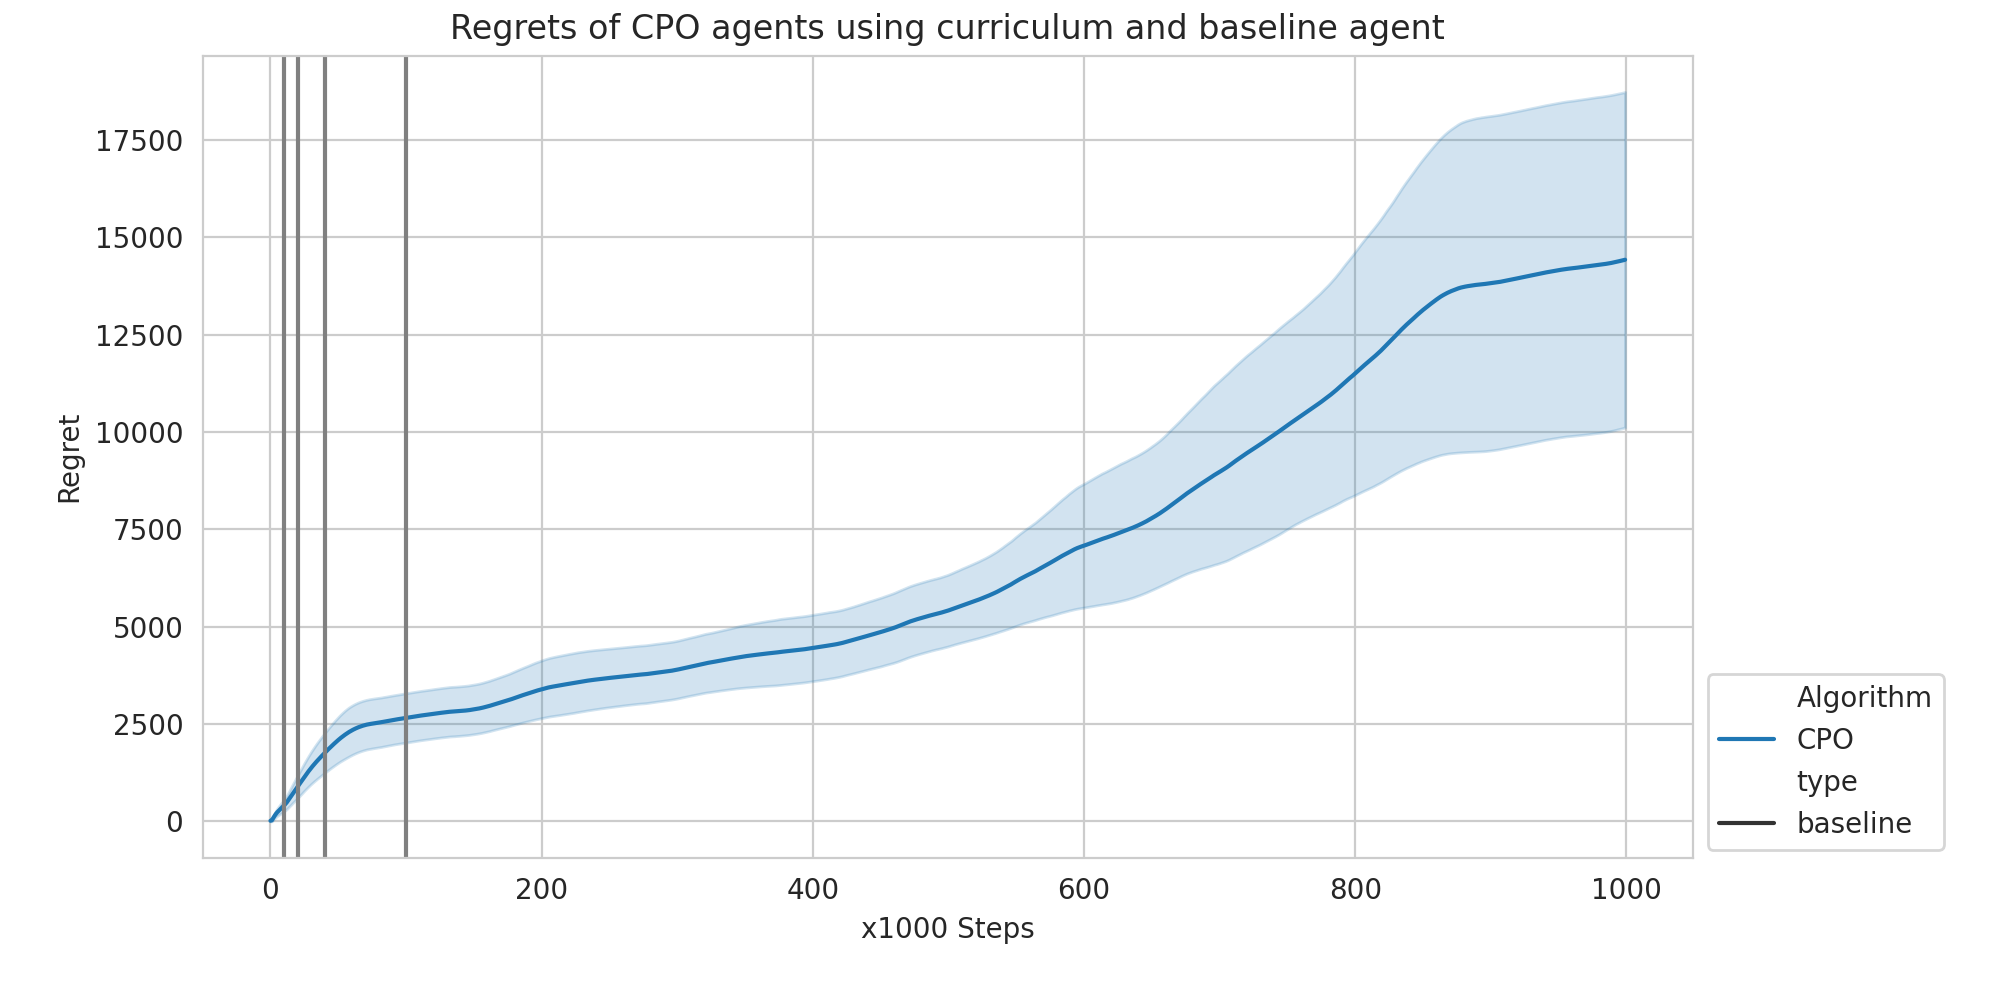 Regrets of CPO agents using curriculum and baseline agent
17500
15000
12500
10000
7500
5000
2500
0
Regret
0 200 400 600 800 1000
x1000 Steps
Algorithm
CPO
type
baseline